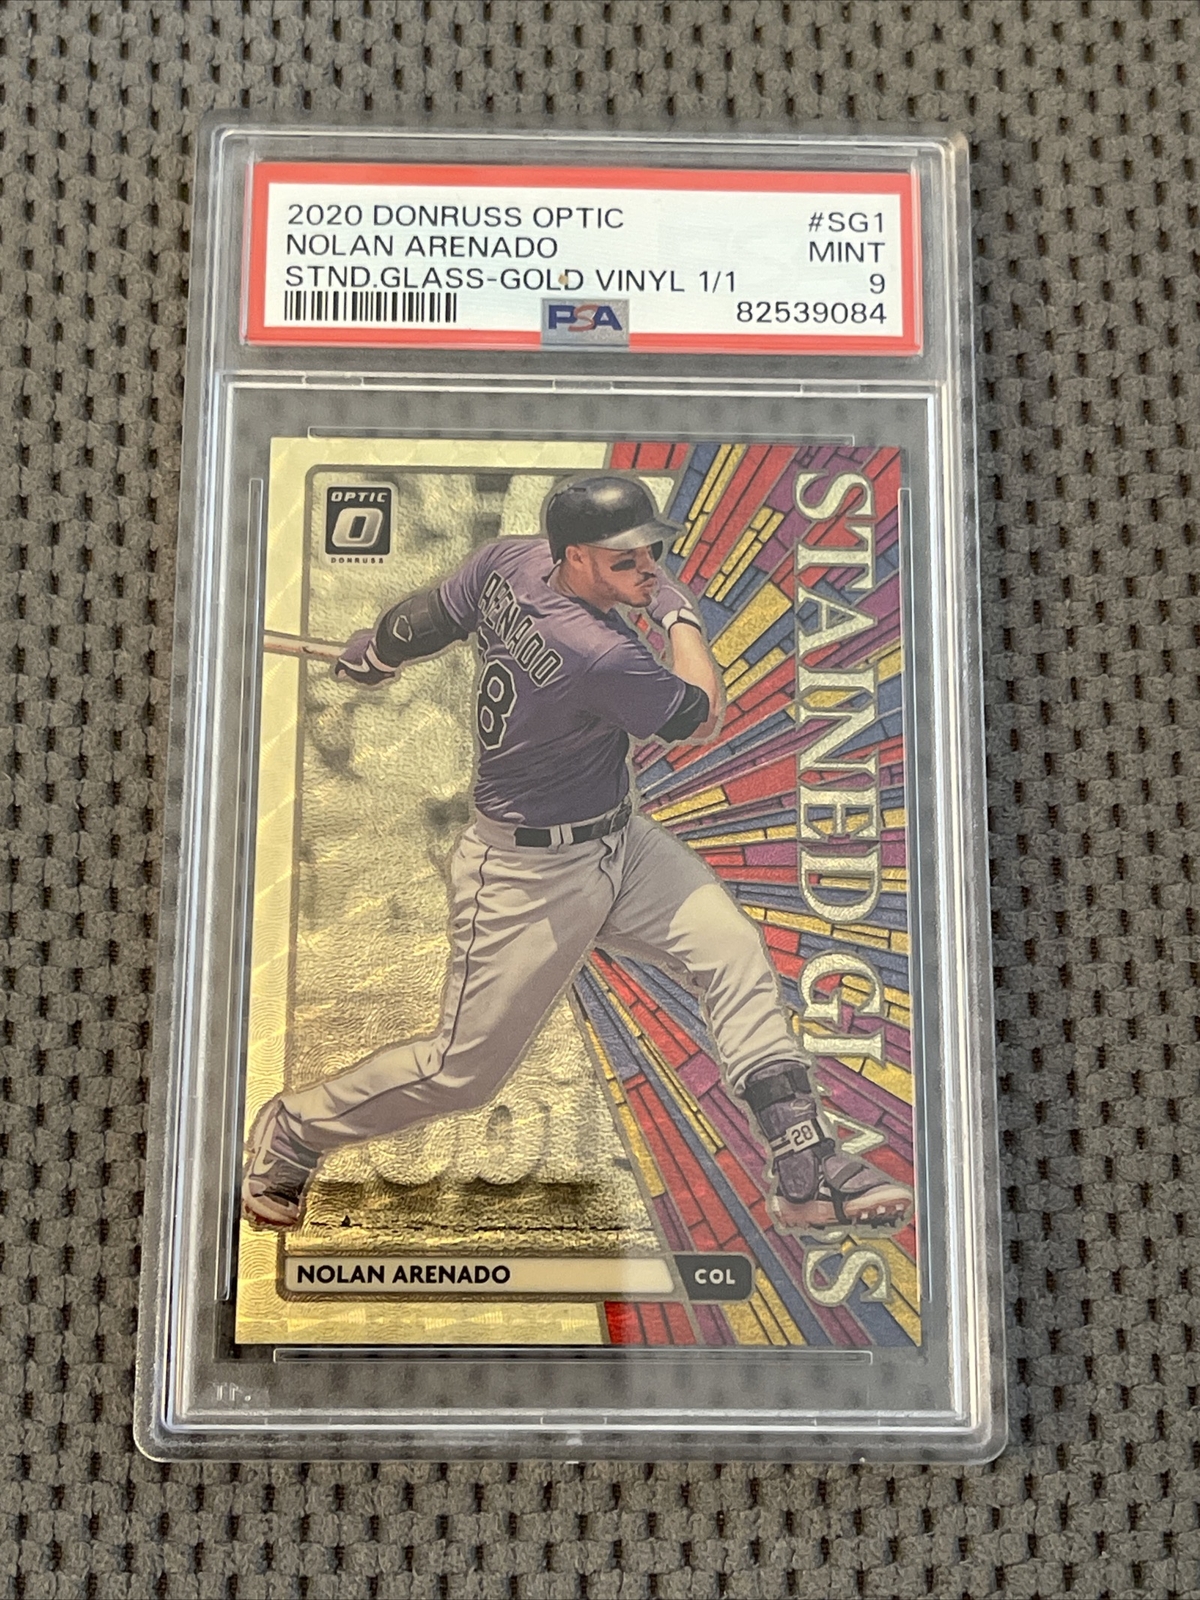 2020 DONRUSS OPTIC #SG1
NOLAN ARENADO MINT
STND.GLASS-GOLD VINYL 1/1 9
PSA 82539084
OPTIC
O
DONRUSS
STAINED GLASS
ARENADO
8
28
NOLAN ARENADO COL